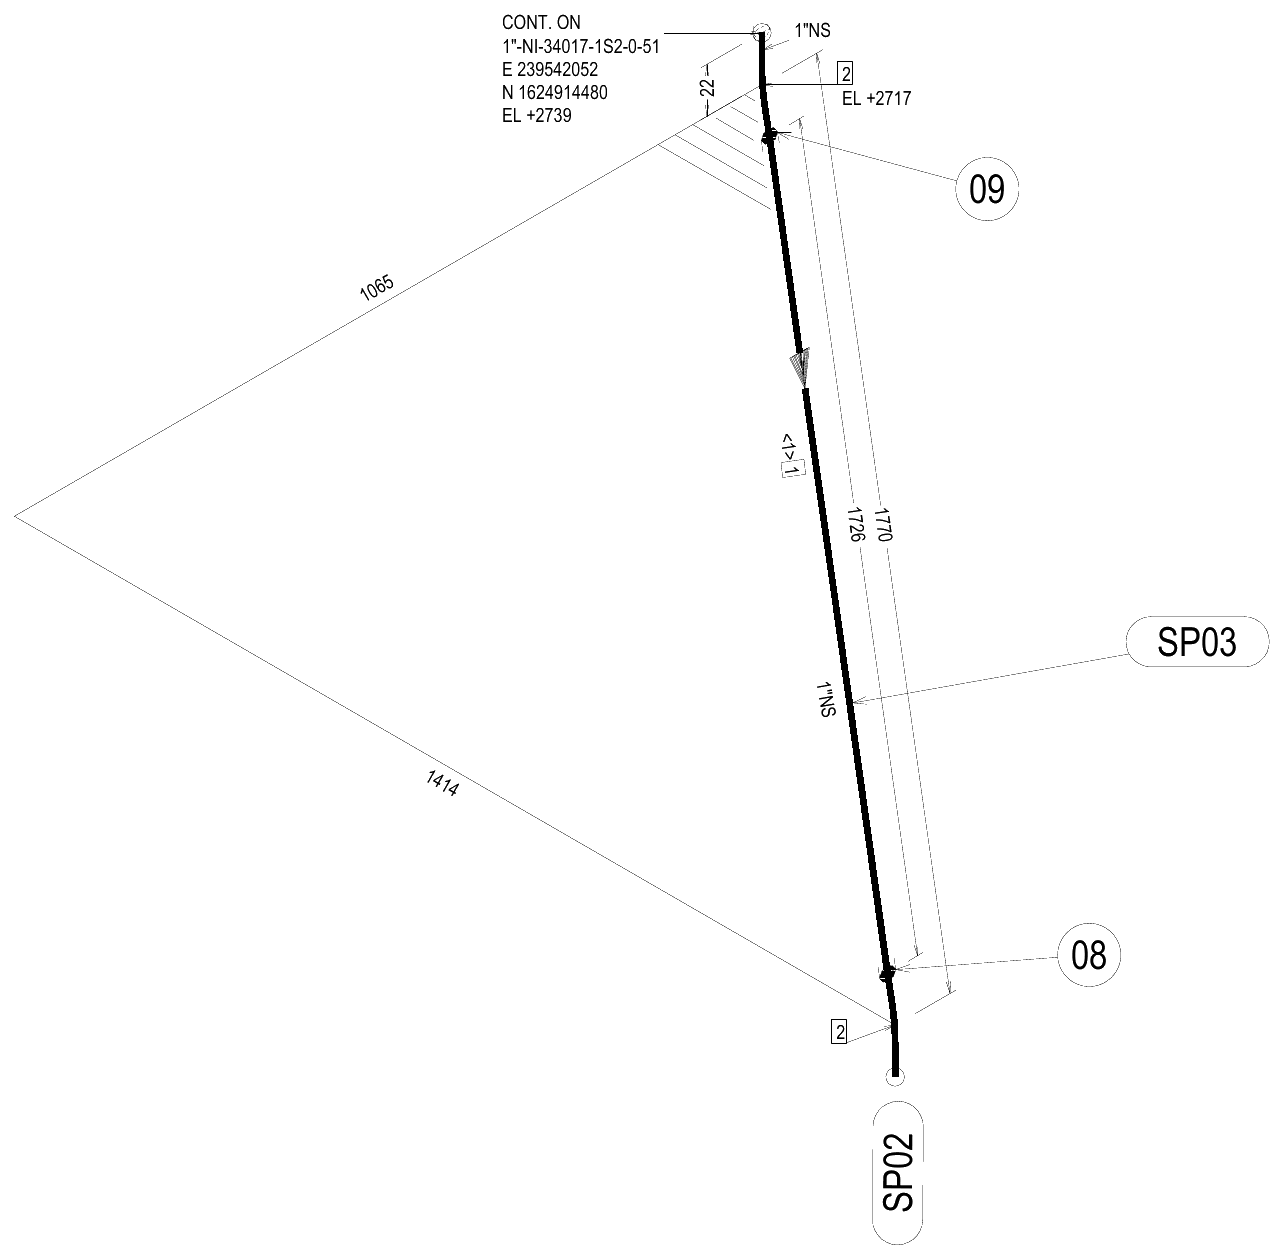 CONT. ON
1"-NI-34017-1S2-0-51
E 239542052
N 1624914480
EL +2739
1"NS
22
2
EL +2717
09
1065
<1>
1
1726
1770
SP03
1"NS
1414
08
2
SP02